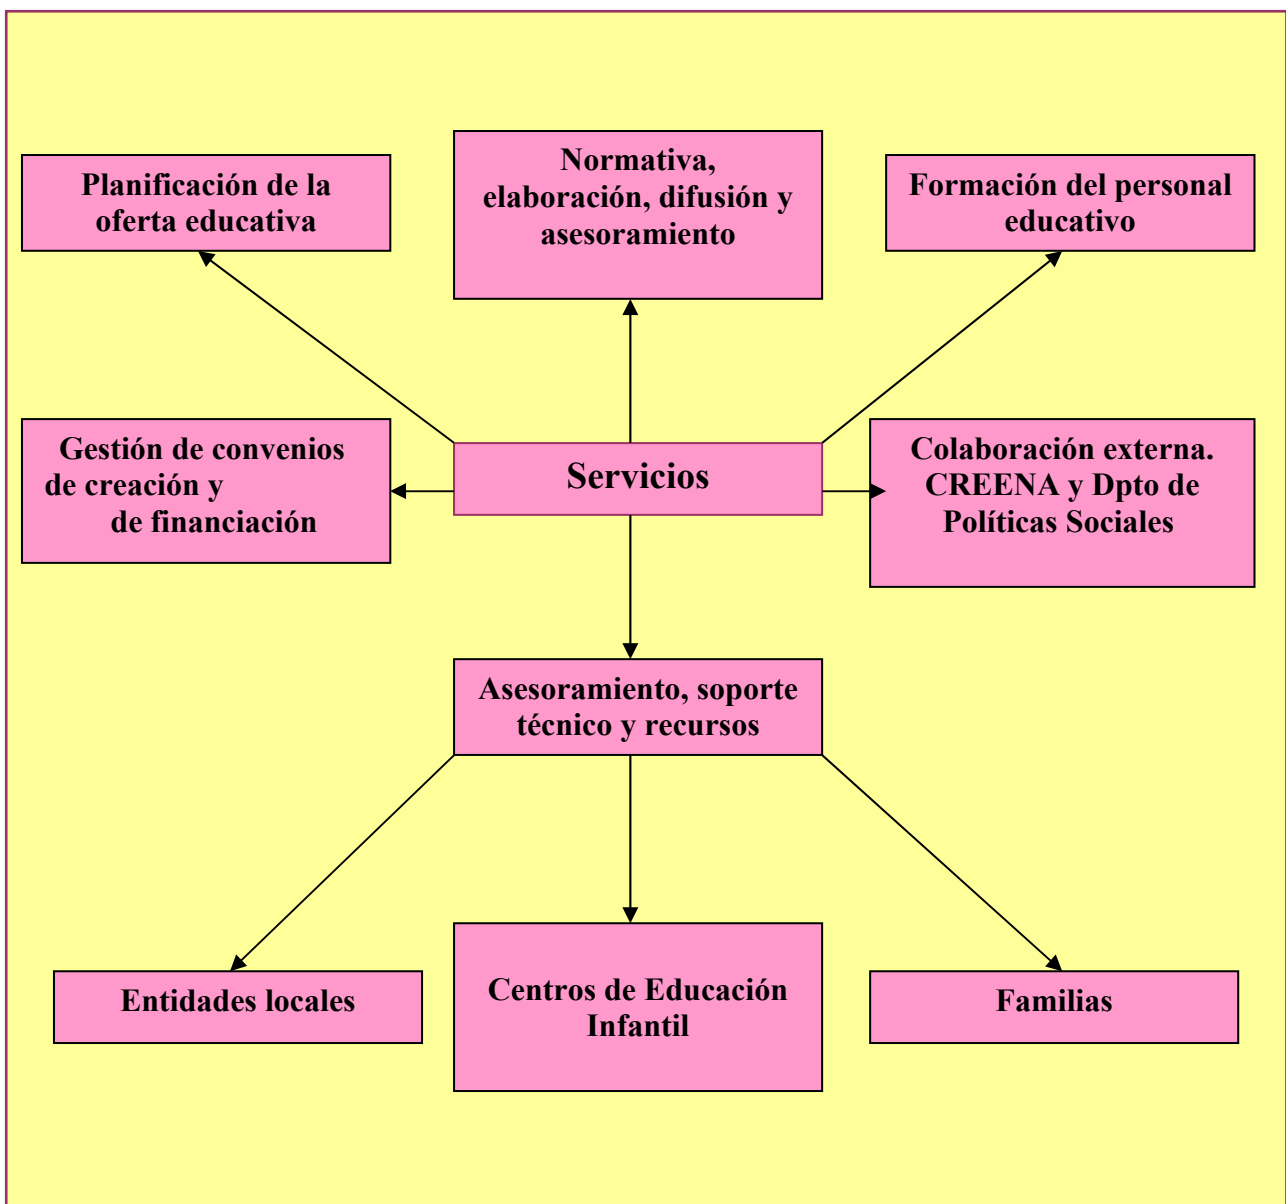 Planificación de la
oferta educativa
Normativa,
elaboración, difusión y
asesoramiento
Formación del personal
educativo
Gestión de convenios
de creación y
de financiación
Servicios
Colaboración externa.
CREENA y Dpto de
Políticas Sociales
Asesoramiento, soporte
técnico y recursos
Entidades locales
Centros de Educación
Infantil
Familias